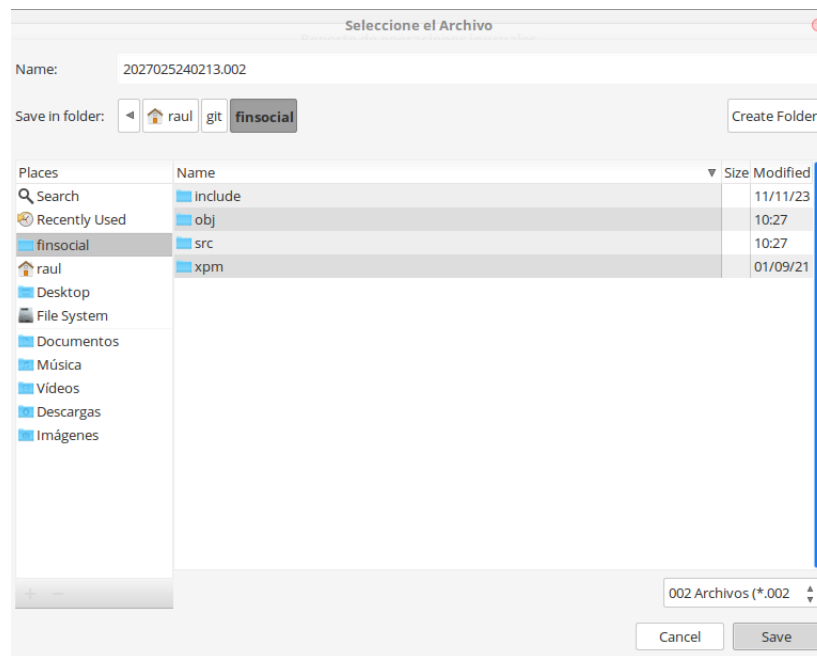 Seleccione el Archivo
Name: 2027025240213.002
Save in folder: raul git finsocial Create Folder
Places Name Size Modified
Search include 11/11/23
Recently Used obj 10:27
finsocial src 10:27
raul xpm 01/09/21
Desktop
File System
Documentos
Música
Vídeos
Descargas
Imágenes
002 Archivos (*.002
Cancel Save